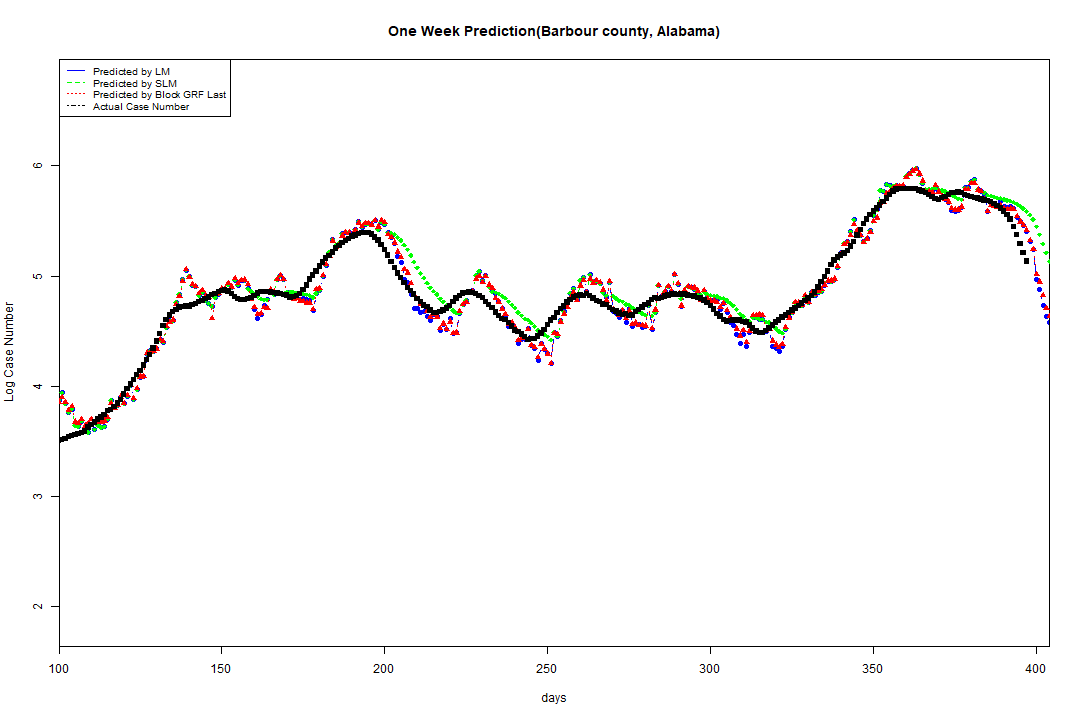 One Week Prediction(Barbour county, Alabama)
Predicted by LM
Predicted by SLM
Predicted by Block GRF Last
Actual Case Number
6
5
4
3
2
Log Case Number
100 150 200 250 300 350 400
days